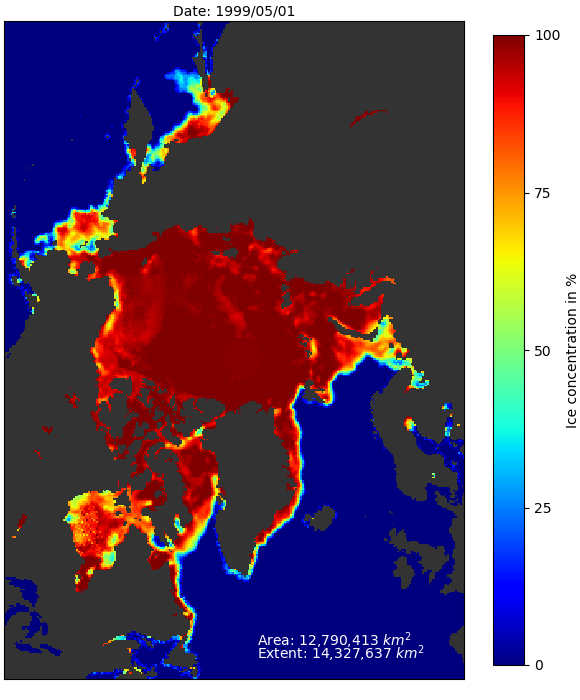 Date: 1999/05/01
100
75
50
25
0
Ice concentration in %
Area: 12,790,413 km²
Extent: 14,327,637 km²